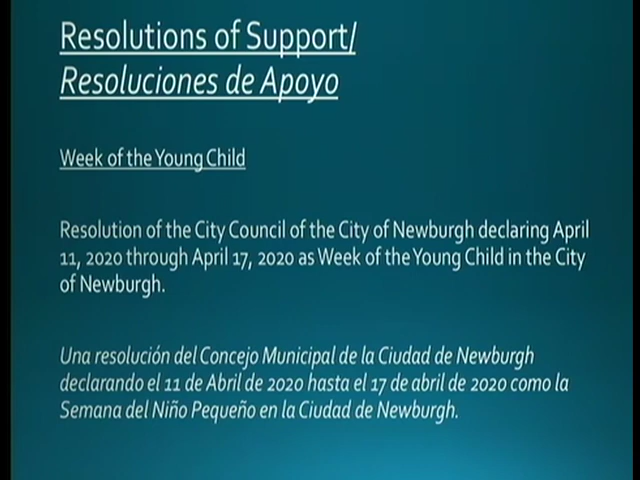 Resolutions of Support/
Resoluciones de Apoyo
Week of the Young Child
Resolution of the City Council of the City of Newburgh declaring April
11, 2020 through April 17, 2020 as Week of the Young Child in the City
of Newburgh.
Una resolución del Concejo Municipal de la Ciudad de Newburgh
declarando el 11 de Abril de 2020 hasta el 17 de abril de 2020 como la
Semana del Niño Pequeño en la Ciudad de Newburgh.